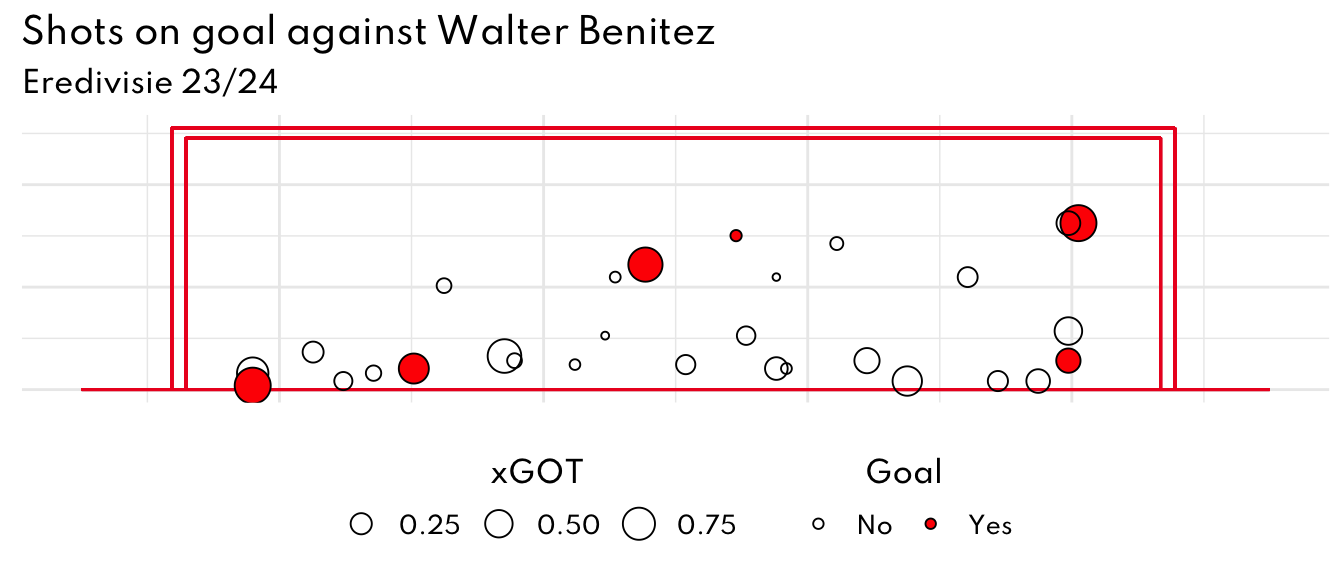 Shots on goal against Walter Benitez
Eredivisie 23/24
xGOT Goal
0.25 0.50 0.75 No Yes